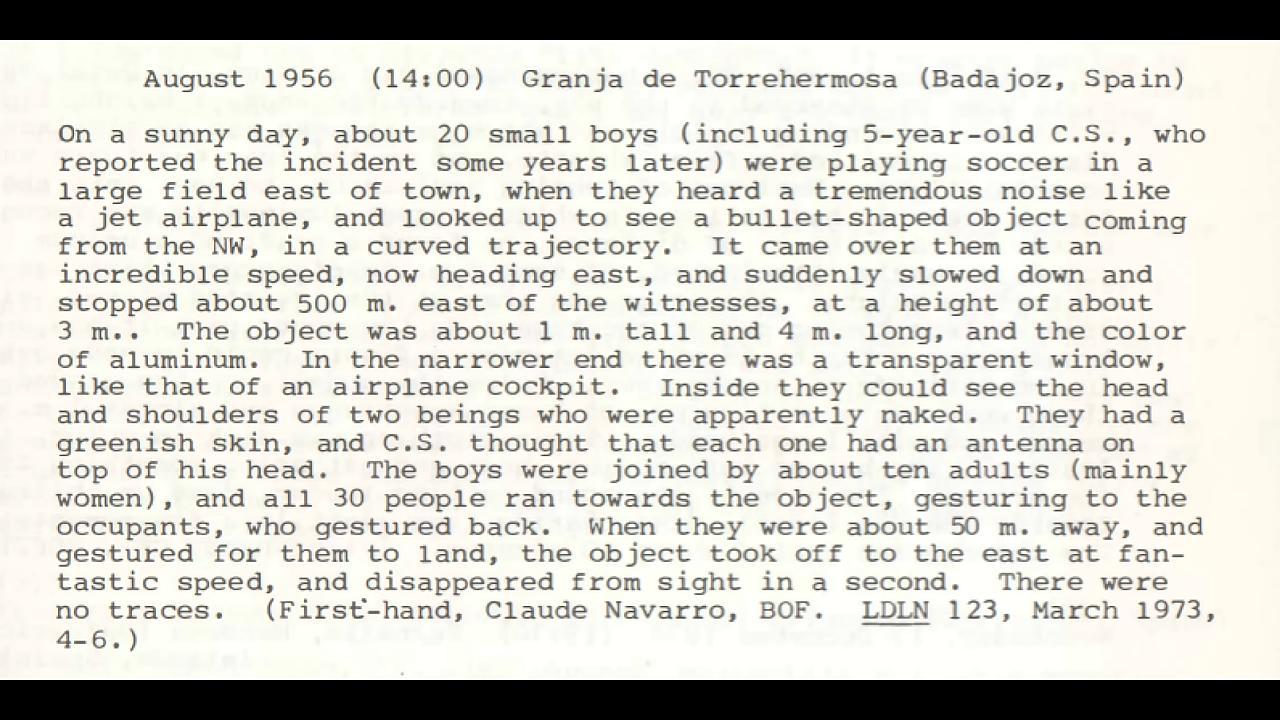 August 1956 (14:00) Granja de Torrehermosa (Badajoz, Spain)
On a sunny day, about 20 small boys (including 5-year-old C.S., who
reported the incident some years later) were playing soccer in a
large field east of town, when they heard a tremendous noise like
a jet airplane, and looked up to see a bullet-shaped object coming
from the NW, in a curved trajectory. It came over them at an
incredible speed, now heading east, and suddenly slowed down and
stopped about 500 m. east of the witnesses, at a height of about
3 m.. The object was about 1 m. tall and 4 m. long, and the color
of aluminum. In the narrower end there was a transparent window,
like that of an airplane cockpit. Inside they could see the head
and shoulders of two beings who were apparently naked. They had a
greenish skin, and C.S. thought that each one had an antenna on
top of his head. The boys were joined by about ten adults (mainly
women), and all 30 people ran towards the object, gesturing to the
occupants, who gestured back. When they were about 50 m. away, and
gestured for them to land, the object took off to the east at fan-
tastic speed, and disappeared from sight in a second. There were
no traces. (First-hand, Claude Navarro, BOF. LDLN 123, March 1973,
4-6.)